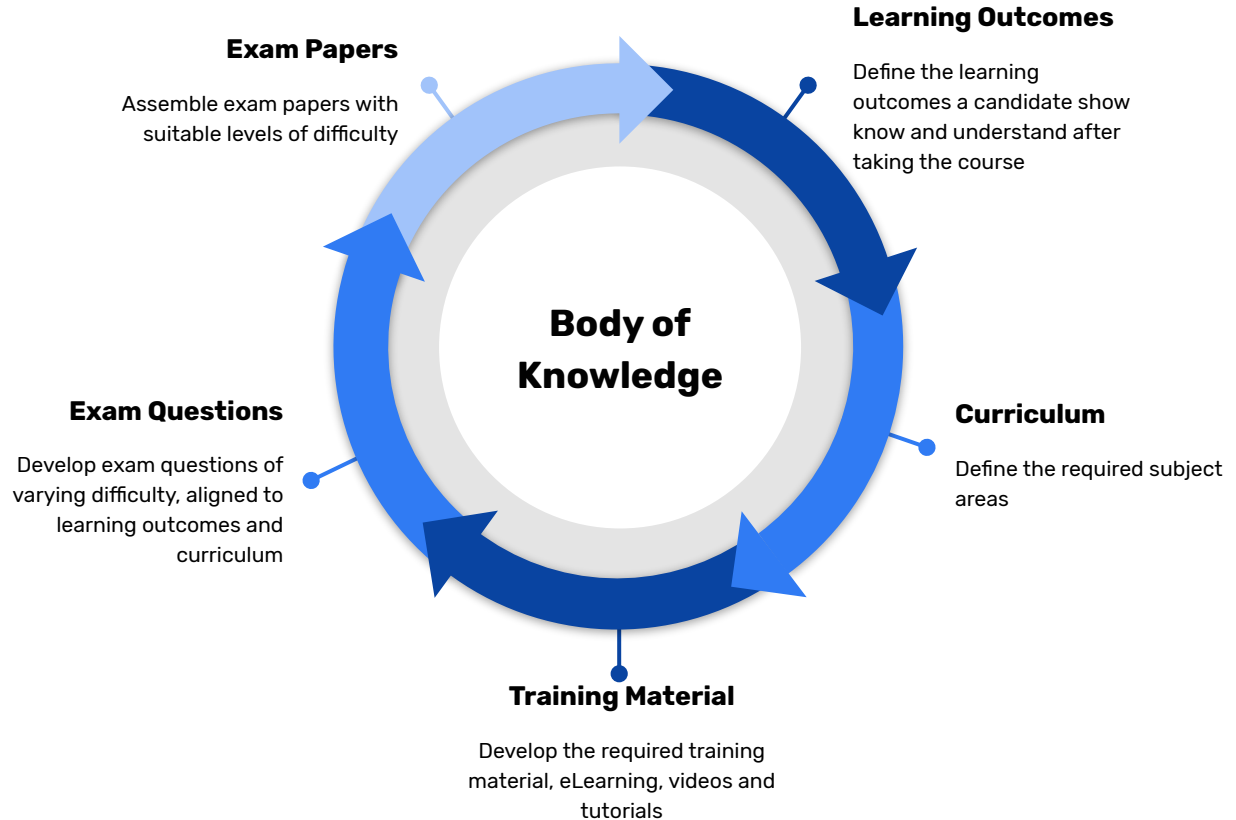 Learning Outcomes
Define the learning
outcomes a candidate show
know and understand after
taking the course
Curriculum
Define the required subject
areas
Training Material
Develop the required training
material, eLearning, videos and
tutorials
Exam Questions
Develop exam questions of
varying difficulty, aligned to
learning outcomes and
curriculum
Exam Papers
Assemble exam papers with
suitable levels of difficulty
Body of
Knowledge